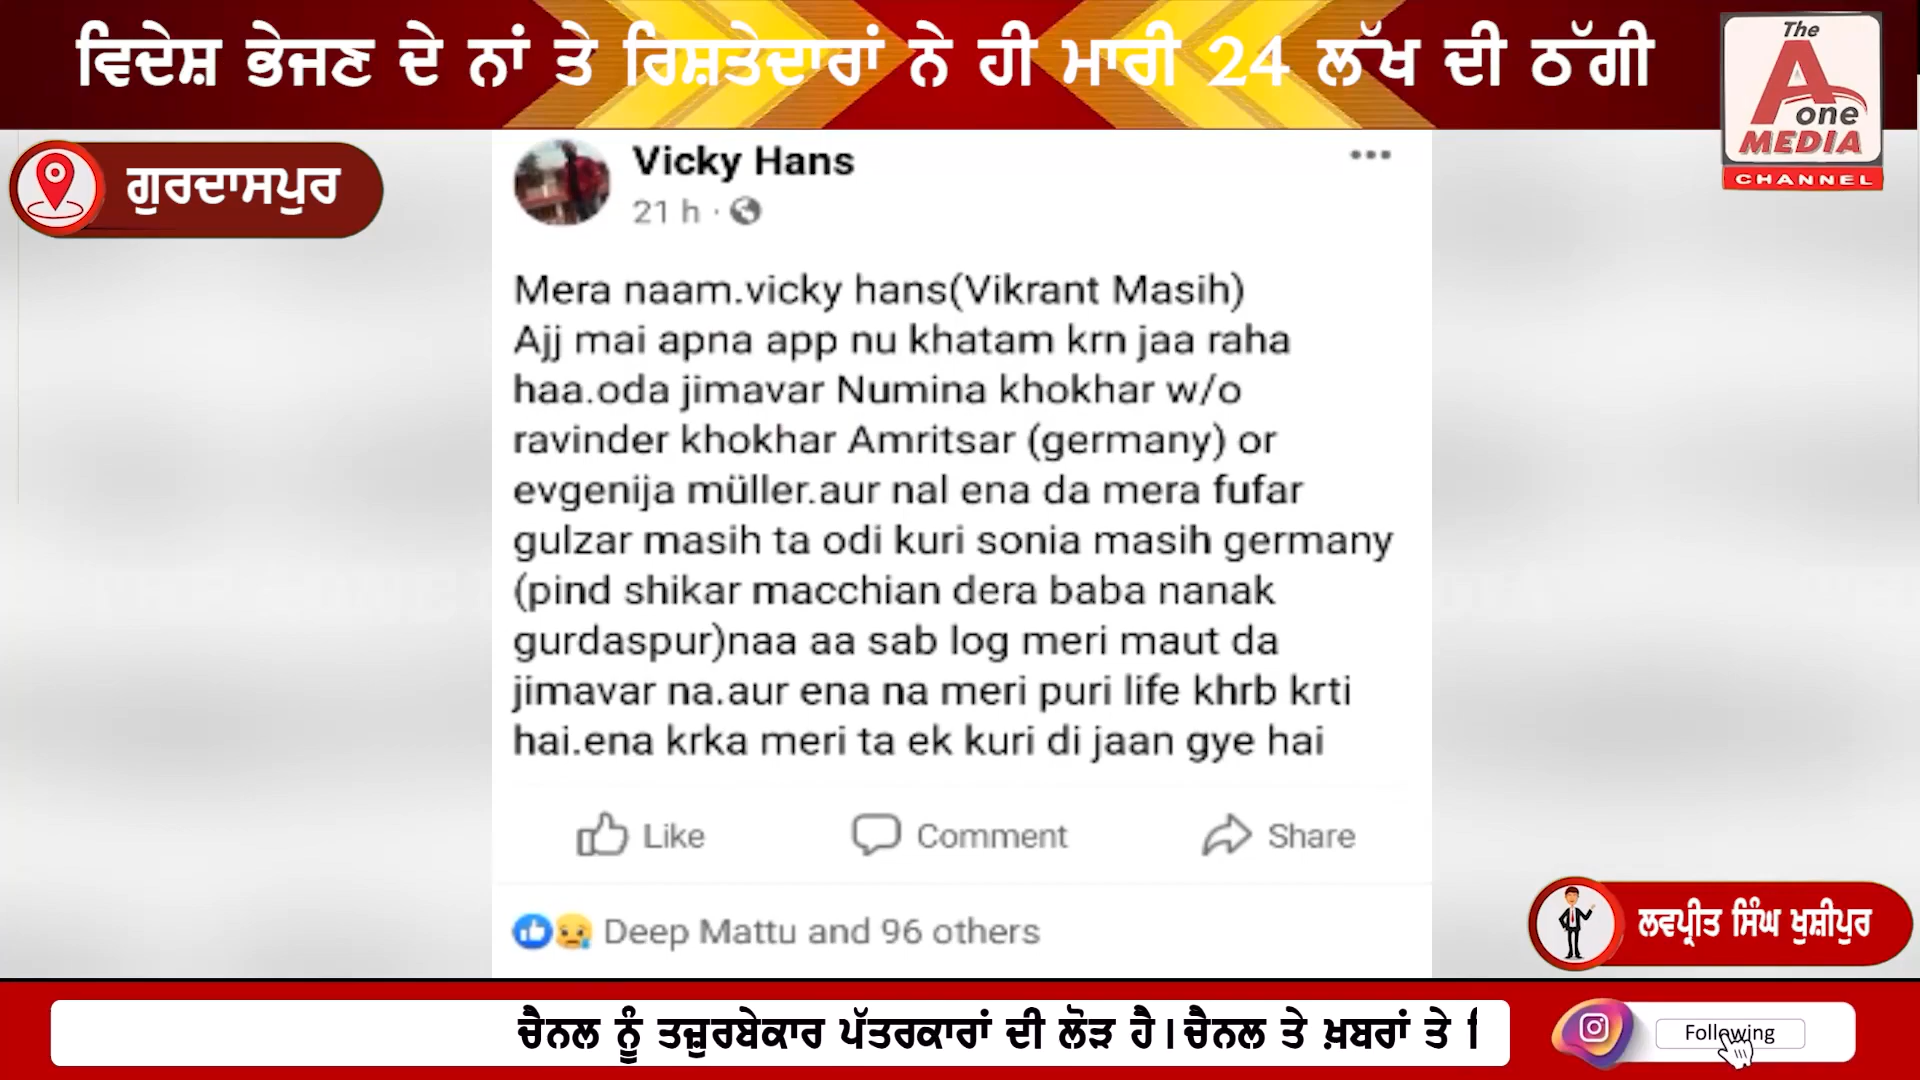 ਵਿਦੇਸ਼ ਭੇਜਣ ਦੇ ਨਾਂ ਤੇ ਰਿਸ਼ਤੇਦਾਰਾਂ ਨੇ ਹੀ ਮਾਰੀ 24 ਲੱਖ ਦੀ ਠੱਗੀ
The
A one
MEDIA
CHANNEL
ਗੁਰਦਾਸਪੁਰ
Vicky Hans
21 h ·
Mera naam.vicky hans(Vikrant Masih)
Ajj mai apna app nu khatam krn jaa raha
haa.oda jimavar Numina khokhar w/o
ravinder khokhar Amritsar (germany) or
evgenija müller.aur nal ena da mera fufar
gulzar masih ta odi kuri sonia masih germany
(pind shikar macchian dera baba nanak
gurdaspur)naa aa sab log meri maut da
jimavar na.aur ena na meri puri life khrb krti
hai.ena krka meri ta ek kuri di jaan gye hai
Like Comment Share
Deep Mattu and 96 others
ਲਵਪ੍ਰੀਤ ਸਿੰਘ ਖੁਸ਼ੀਪੁਰ
ਚੈਨਲ ਨੂੰ ਤਜ਼ੁਰਬੇਕਾਰ ਪੱਤਰਕਾਰਾਂ ਦੀ ਲੋੜ ਹੈ।ਚੈਨਲ ਤੇ ਖ਼ਬਰਾਂ ਤੇ
Following